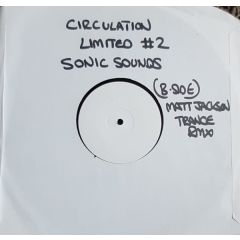 CIRCULATION
LIMITED #2
SONIC SOUNDS
(B-SIDE)
MATT JACKSON
TRANCE
RMX